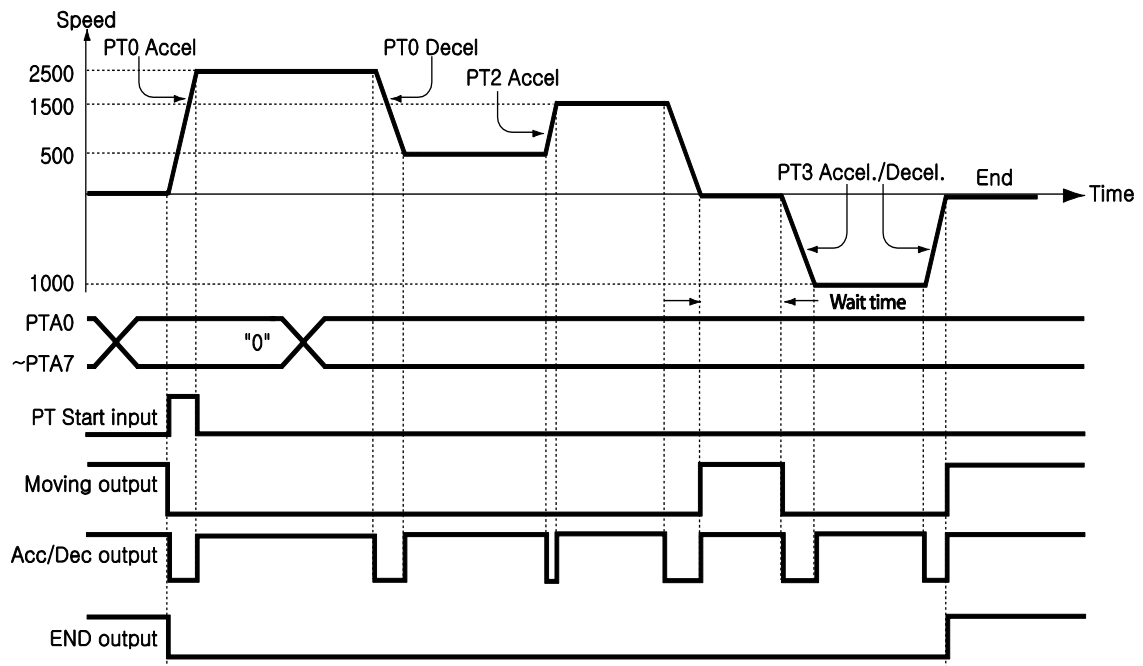 Speed
PT0 Accel
PT0 Decel
PT2 Accel
2500
1500
500
PT3 Accel./Decel.
End
Time
1000
Wait time
PTA0
"0"
~PTA7
PT Start input
Moving output
Acc/Dec output
END output